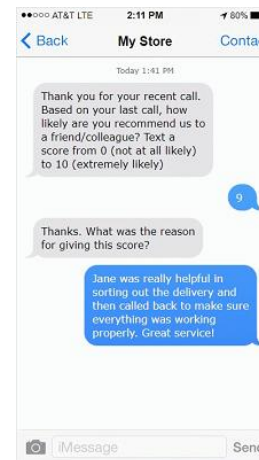 AT&T LTE 2:11 PM 80%
Back My Store Conta
Today 1:41 PM
Thank you for your recent call.
Based on your last call, how
likely are you recommend us to
a friend/colleague? Text a
score from 0 (not at all likely)
to 10 (extremely likely)
9
Thanks. What was the reason
for giving this score?
Jane was really helpful in
sorting out the delivery and
then called back to make sure
everything was working
properly. Great service!
iMessage Send